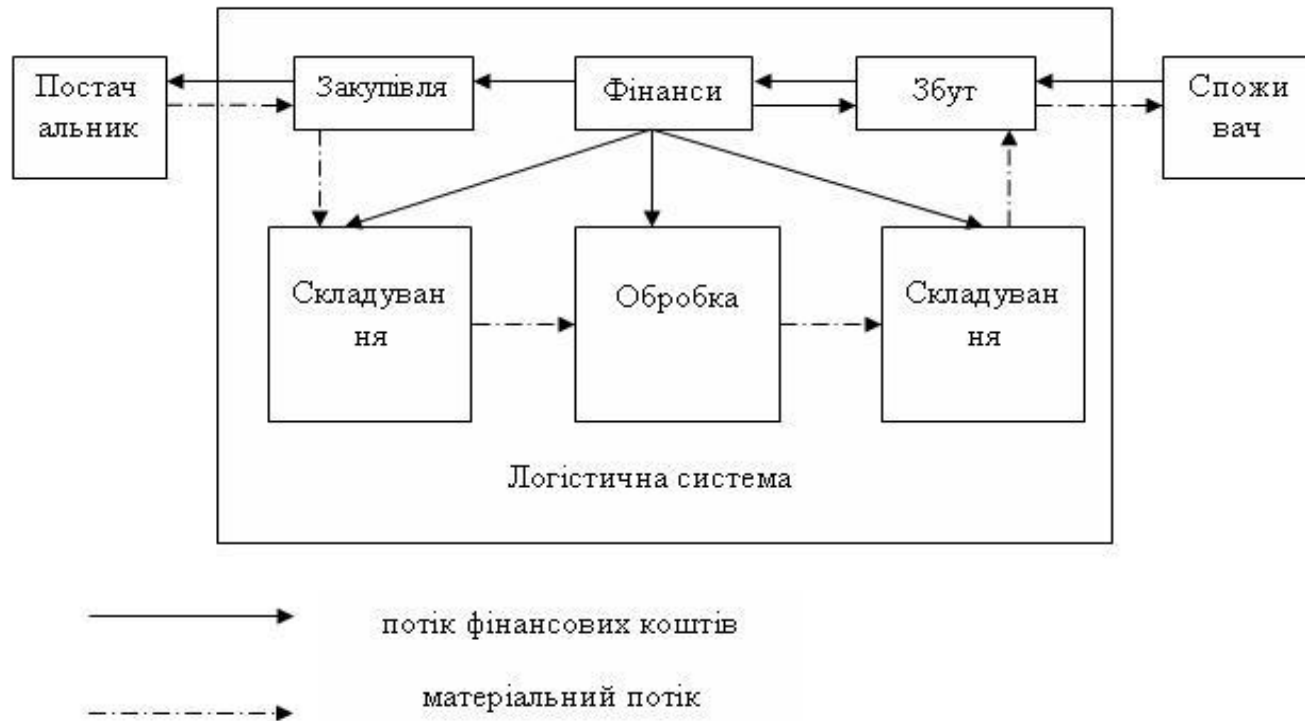 Постач
альник
Закупівля
Фінанси
Збут
Спожи
вач
Складуван
ня
Обробка
Складуван
ня
Логістична система
потік фінансових коштів
матеріальний потік